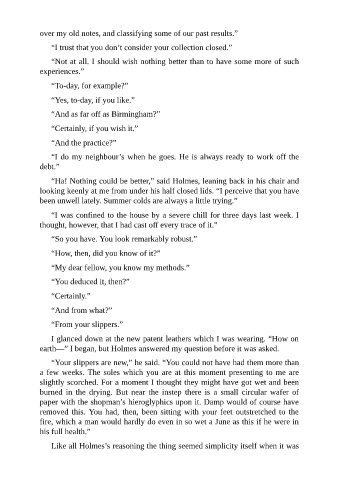 over my old notes, and classifying some of our past results.”
“I trust that you don’t consider your collection closed.”
“Not at all. I should wish nothing better than to have some more of such
experiences.”
“To-day, for example?”
“Yes, to-day, if you like.”
“And as far off as Birmingham?”
“Certainly, if you wish it.”
“And the practice?”
“I do my neighbour’s when he goes. He is always ready to work off the
debt.”
“Ha! Nothing could be better,” said Holmes, leaning back in his chair and
looking keenly at me from under his half closed lids. “I perceive that you have
been unwell lately. Summer colds are always a little trying.”
“I was confined to the house by a severe chill for three days last week. I
thought, however, that I had cast off every trace of it.”
“So you have. You look remarkably robust.”
“How, then, did you know of it?”
“My dear fellow, you know my methods.”
“You deduced it, then?”
“Certainly.”
“And from what?”
“From your slippers.”
I glanced down at the new patent leathers which I was wearing. “How on
earth—” I began, but Holmes answered my question before it was asked.
“Your slippers are new,” he said. “You could not have had them more than
a few weeks. The soles which you are at this moment presenting to me are
slightly scorched. For a moment I thought they might have got wet and been
burned in the drying. But near the instep there is a small circular wafer of
paper with the shopman’s hieroglyphics upon it. Damp would of course have
removed this. You had, then, been sitting with your feet outstretched to the
fire, which a man would hardly do even in so wet a June as this if he were in
his full health.”
Like all Holmes’s reasoning the thing seemed simplicity itself when it was